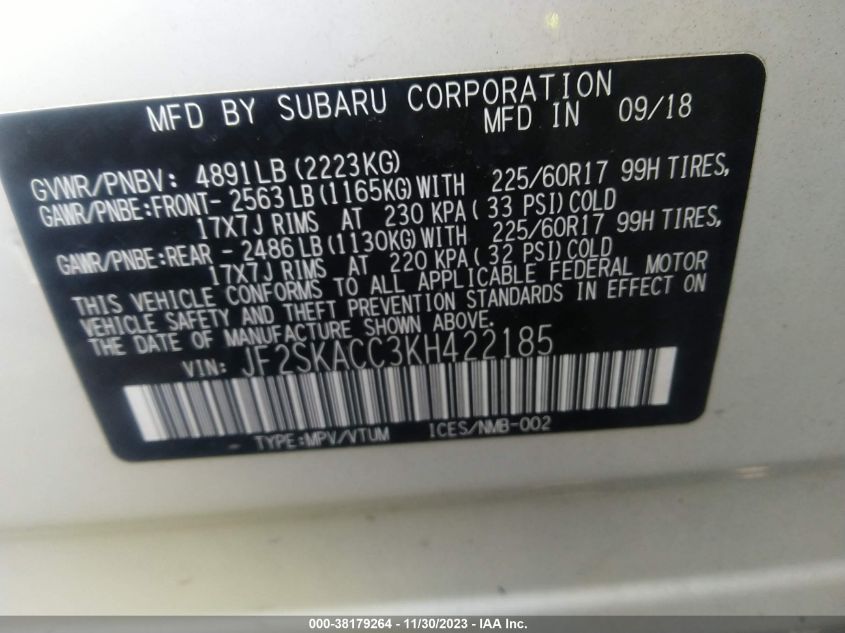 MFD BY SUBARU CORPORATION
MFD IN 09/18
GVWR/PNBV: 4891LB (2223KG)
GAWR/PNBE:FRONT- 2563 LB (1165KG) WITH 225/60R17 99H TIRES,
17X7J RIMS AT 230 KPA ( 33 PSI) COLD
GAWR/PNBE:REAR - 2486 LB (1130KG) WITH 225/60R17 99H TIRES,
17X7J RIMS AT 220 KPA ( 32 PSI) COLD
THIS VEHICLE CONFORMS TO ALL APPLICABLE FEDERAL MOTOR
VEHICLE SAFETY AND THEFT PREVENTION STANDARDS IN EFFECT ON
THE DATE OF MANUFACTURE SHOWN ABOVE.
VIN: JF2SKACC3KH422185
TYPE:MPV/VTUM ICES/NMB-002
000-38179264 - 11/30/2023 - IAA Inc.